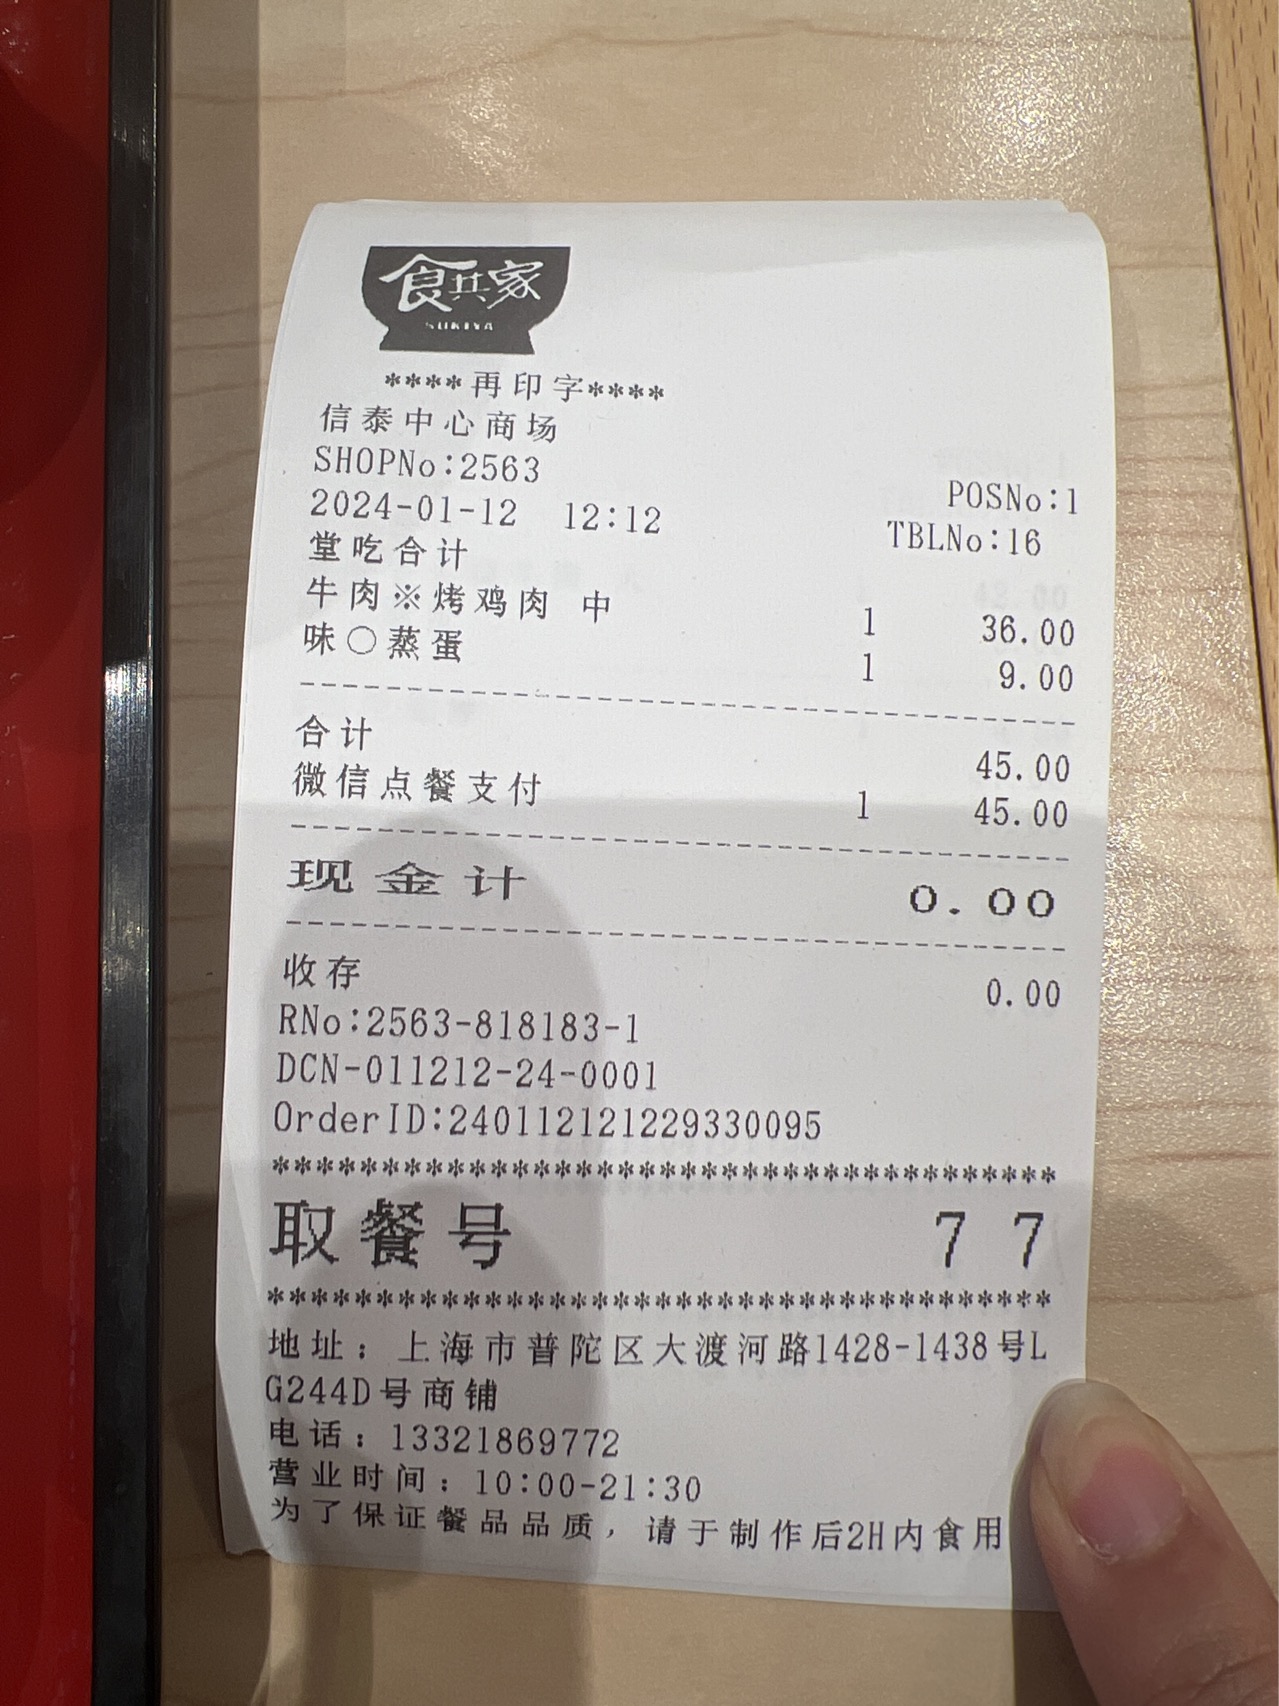 食其家
SUKIYA
****再印字****
信泰中心商场
SHOPNo:2563 POSNo:1
2024-01-12 12:12 TBLNo:16
堂吃合计
牛肉※烤鸡肉 中 1 36.00
味○蒸蛋 1 9.00
合计 45.00
微信点餐支付 1 45.00
现金计 0.00
收存 0.00
RNo:2563-818183-1
DCN-011212-24-0001
OrderID:240112121229330095
************************************
取餐号 77
************************************
地址：上海市普陀区大渡河路1428-1438号L
G244D号商铺
电话：13321869772
营业时间：10:00-21:30
为了保证餐品品质，请于制作后2H内食用